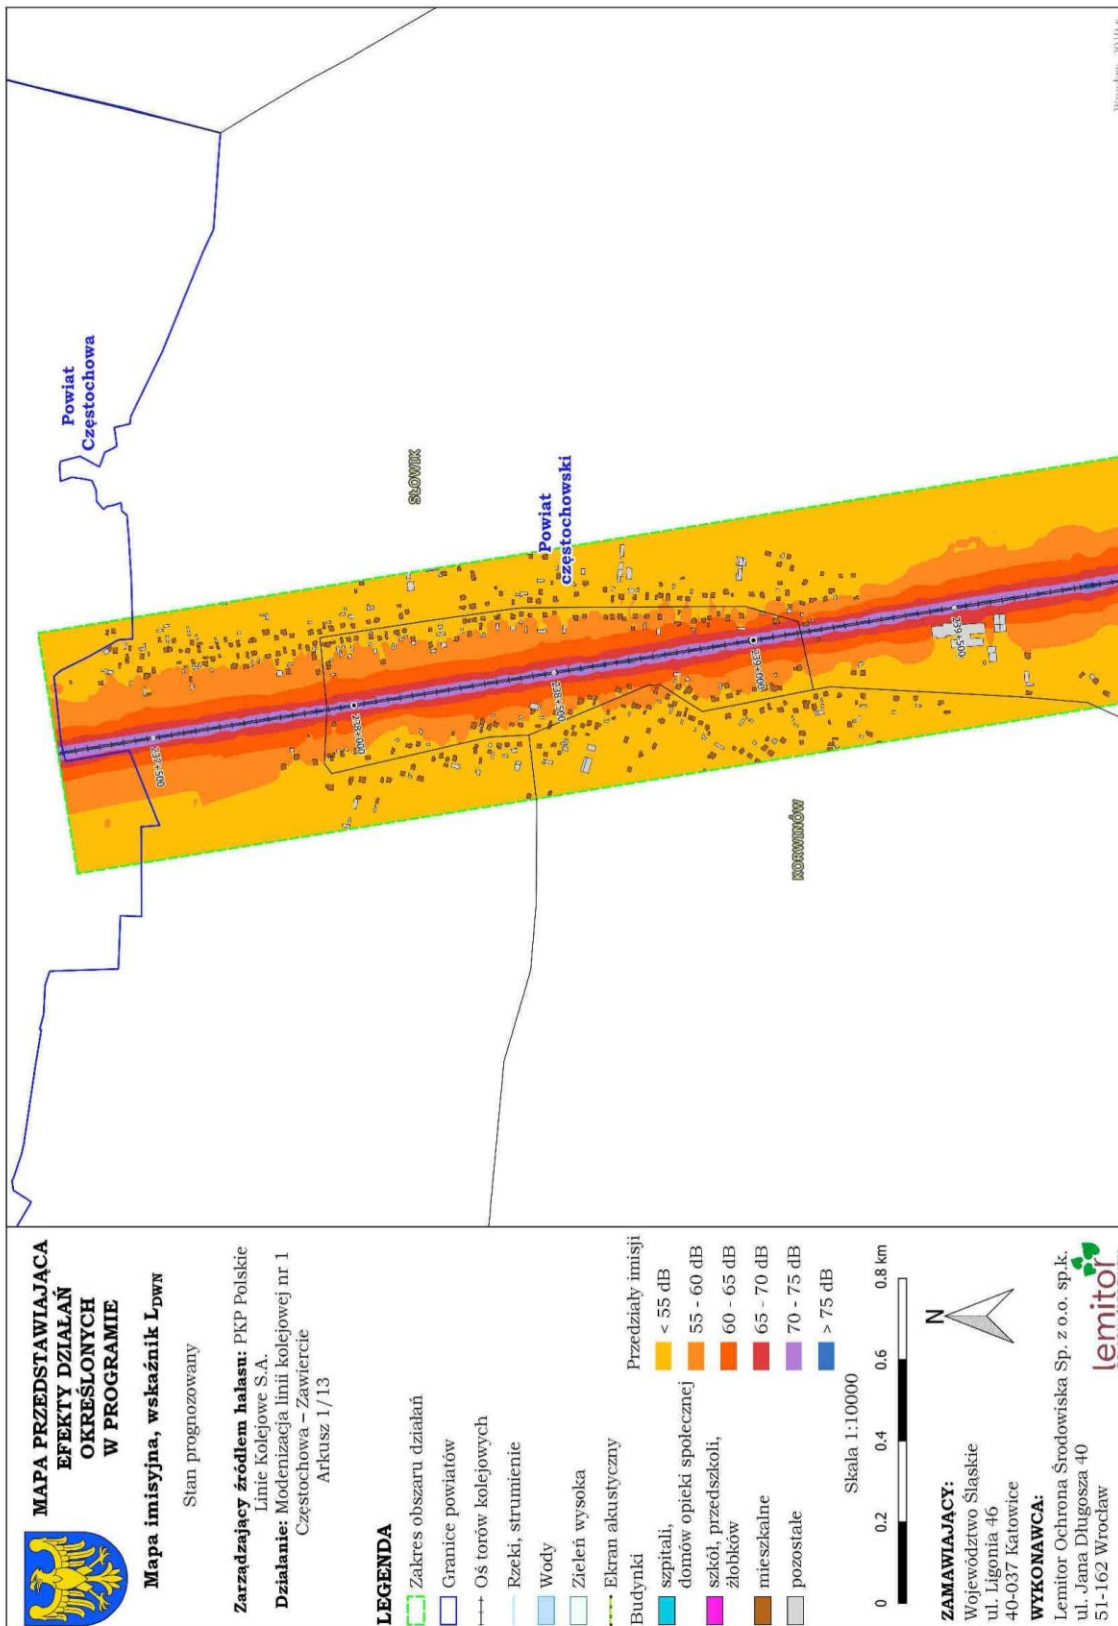 MAPA PRZEDSTAWIAJĄCA
EFEKTY DZIAŁAŃ
OKREŚLONYCH
W PROGRAMIE
Mapa imisyjna, wskaźnik LDWN
Stan prognozowany
Zarządzający źródłem hałasu: PKP Polskie
Linie Kolejowe S.A.
Działanie: Modenizacja linii kolejowej nr 1
Częstochowa – Zawiercie
Arkusz 1/13
LEGENDA
Zakres obszaru działań
Granice powiatów
Oś torów kolejowych
Rzeki, strumienie
Wody
Zieleń wysoka
Ekran akustyczny
Budynki
szpitali,
domów opieki społecznej
szkół, przedszkoli,
żłobków
mieszkalne
pozostałe
Przedziały imisji
< 55 dB
55 - 60 dB
60 - 65 dB
65 - 70 dB
70 - 75 dB
> 75 dB
Skala 1:10000
0 0.2 0.4 0.6 0.8 km
N
ZAMAWIAJĄCY:
Województwo Śląskie
ul. Ligonia 46
40-037 Katowice
WYKONAWCA:
Lemitor Ochrona Środowiska Sp. z o.o. sp.k.
ul. Jana Długosza 40
51-162 Wrocław
lemitor
Powiat
Częstochowa
SŁOWIK
Powiat
częstochowski
KORWINÓW
237+500
238+000
238+500
239+000
239+500